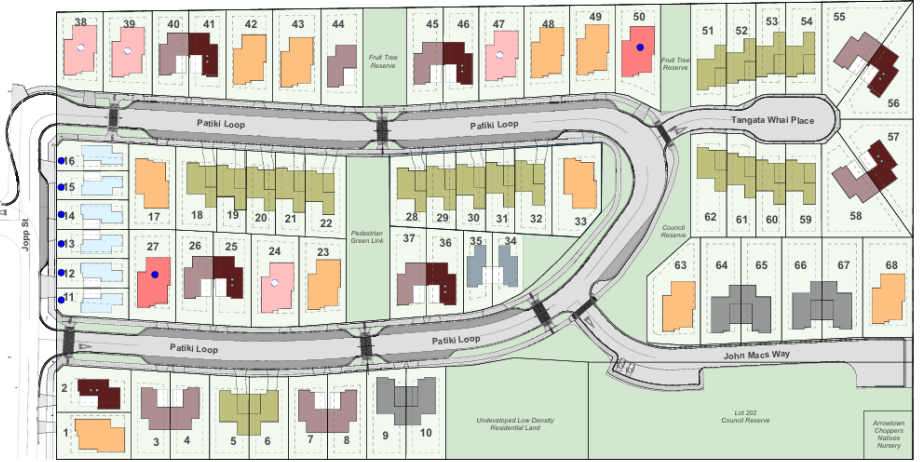 38 39 40 41 42 43 44 45 46 47 48 49 50 51 52 53 54 55
Fruit Tree
Reserve
Fruit Tree
Reserve
56
Patiki Loop
Patiki Loop
Tangata Whai Place
57
16
15
14
13
12
11
Jopp St
17 18 19 20 21 22
28 29 30 31 32 33
62 61 60 59 58
Pedestrian
Green Link
Council
Reserve
27 26 25 24 23
37 36 35 34
63 64 65 66 67 68
Patiki Loop
Patiki Loop
John Macs Way
2
1
3 4 5 6 7 8 9 10
Undeveloped Low Density
Residential Land
Lot 202
Council Reserve
Arrowtown
Choppers
Natives
Nursery